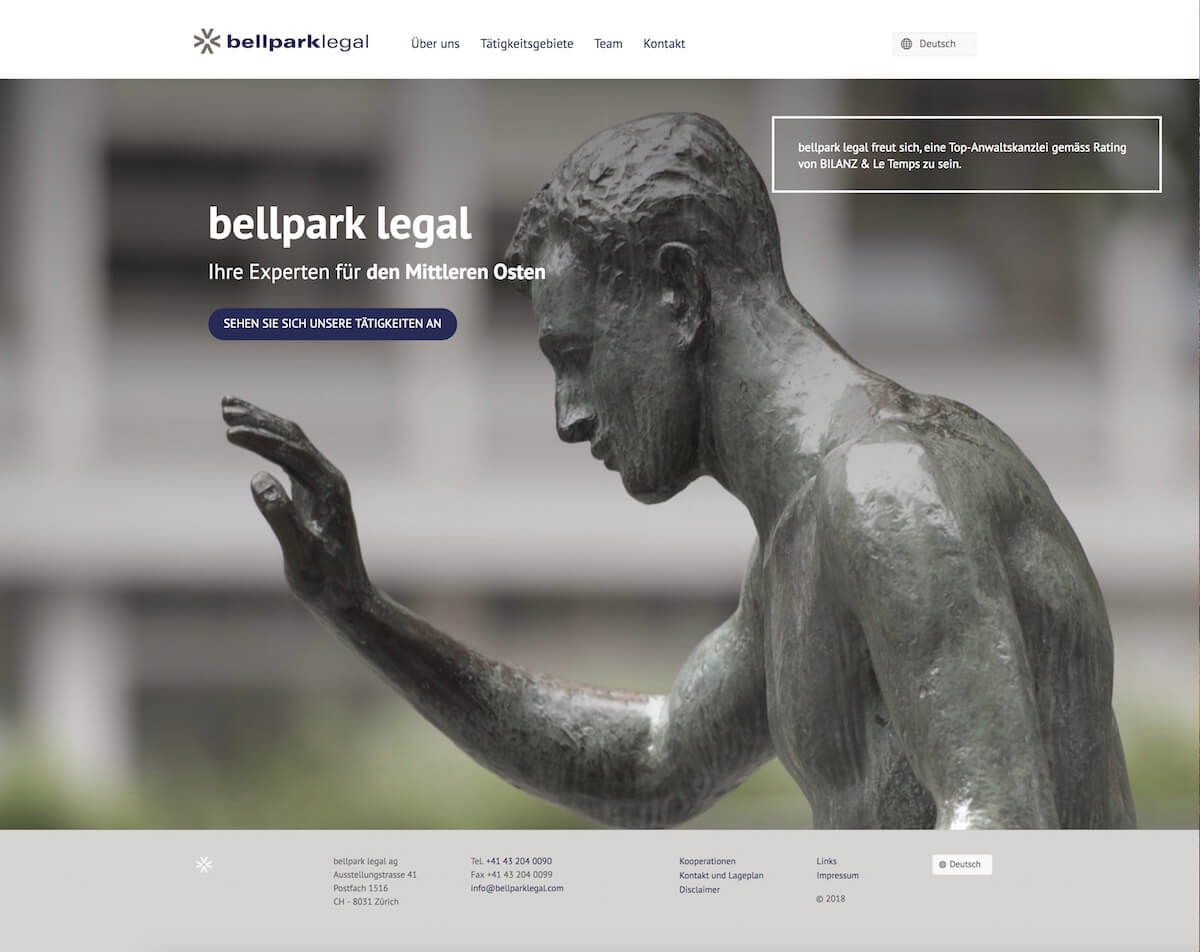 bellparklegal
Über uns Tätigkeitsgebiete Team Kontakt
Deutsch
bellpark legal freut sich, eine Top-Anwaltskanzlei gemäss Rating
von BILANZ & Le Temps zu sein.
bellpark legal
Ihre Experten für den Mittleren Osten
SEHEN SIE SICH UNSERE TÄTIGKEITEN AN
bellpark legal ag
Ausstellungstrasse 41
Postfach 1516
CH - 8031 Zürich
Tel. +41 43 204 0090
Fax +41 43 204 0099
info@bellparklegal.com
Kooperationen
Kontakt und Lageplan
Disclaimer
Links
Impressum
© 2018
Deutsch